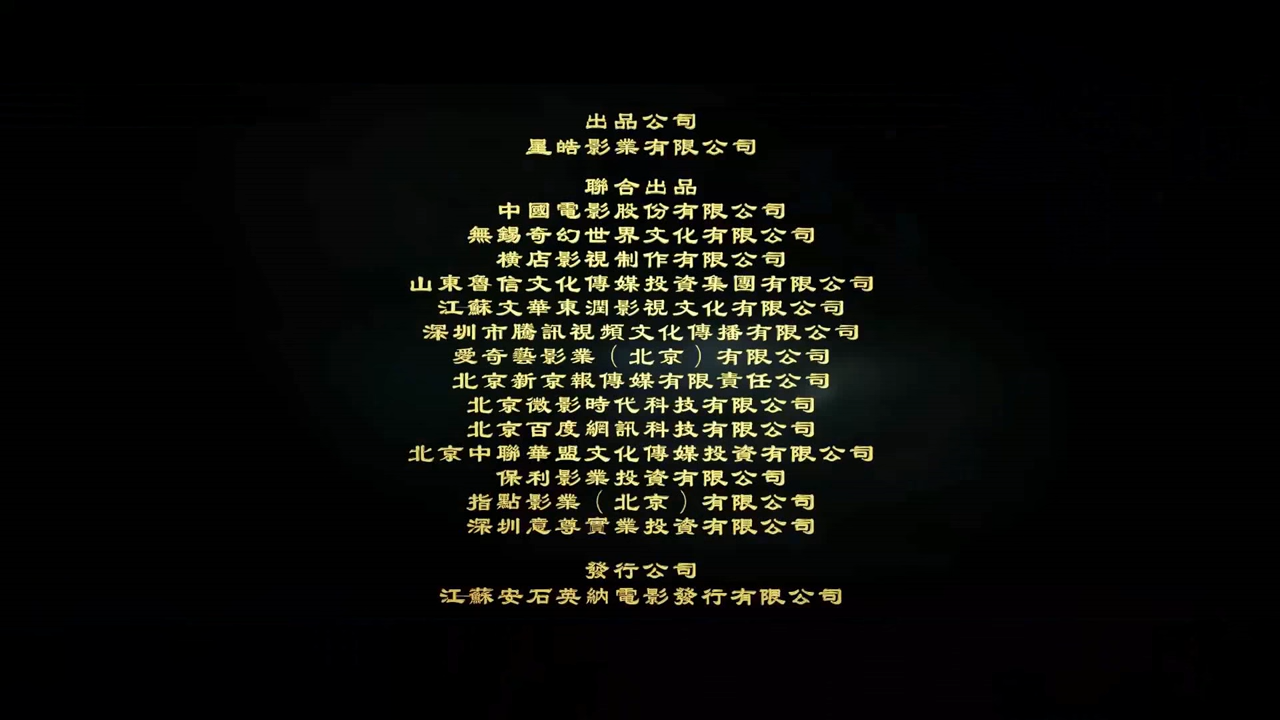 出品公司
星皓影業有限公司
聯合出品
中國電影股份有限公司
無錫奇幻世界文化有限公司
橫店影視制作有限公司
山東魯信文化傳媒投資集團有限公司
江蘇文華東潤影視文化有限公司
深圳市騰訊視頻文化傳播有限公司
愛奇藝影業（北京）有限公司
北京新京報傳媒有限責任公司
北京微影時代科技有限公司
北京百度網訊科技有限公司
北京中聯華盟文化傳媒投資有限公司
保利影業投資有限公司
指點影業（北京）有限公司
深圳意尊實業投資有限公司
發行公司
江蘇安石英納電影發行有限公司